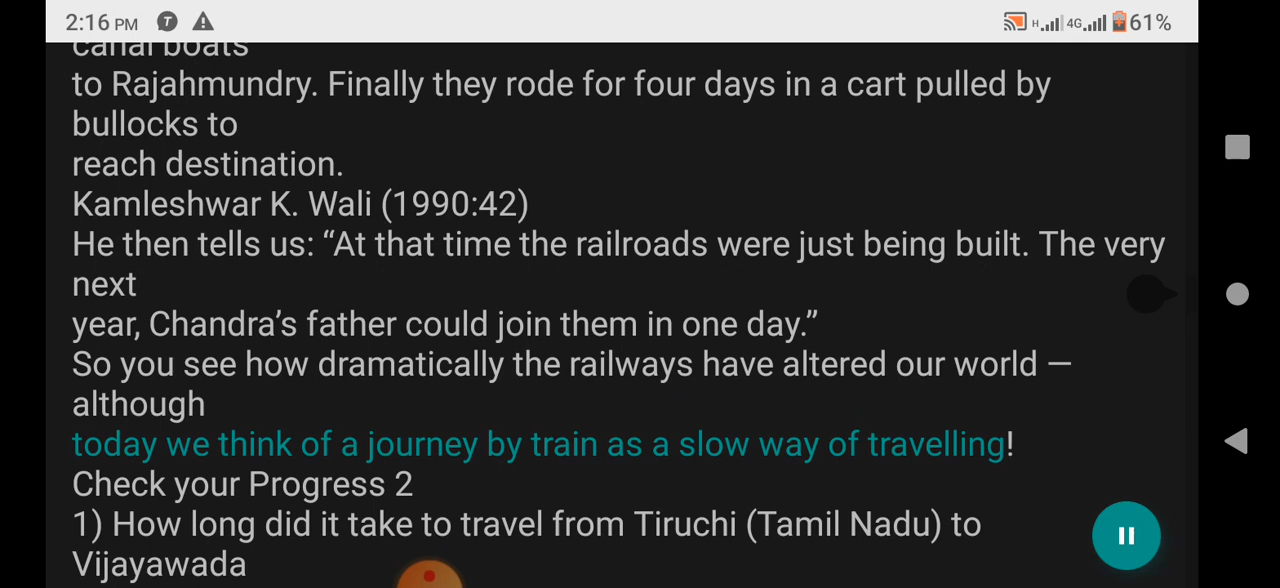 2:16 PM
H 4G 61%
canal boats
to Rajahmundry. Finally they rode for four days in a cart pulled by
bullocks to
reach destination.
Kamleshwar K. Wali (1990:42)
He then tells us: “At that time the railroads were just being built. The very
next
year, Chandra’s father could join them in one day.”
So you see how dramatically the railways have altered our world —
although
today we think of a journey by train as a slow way of travelling!
Check your Progress 2
1) How long did it take to travel from Tiruchi (Tamil Nadu) to
Vijayawada